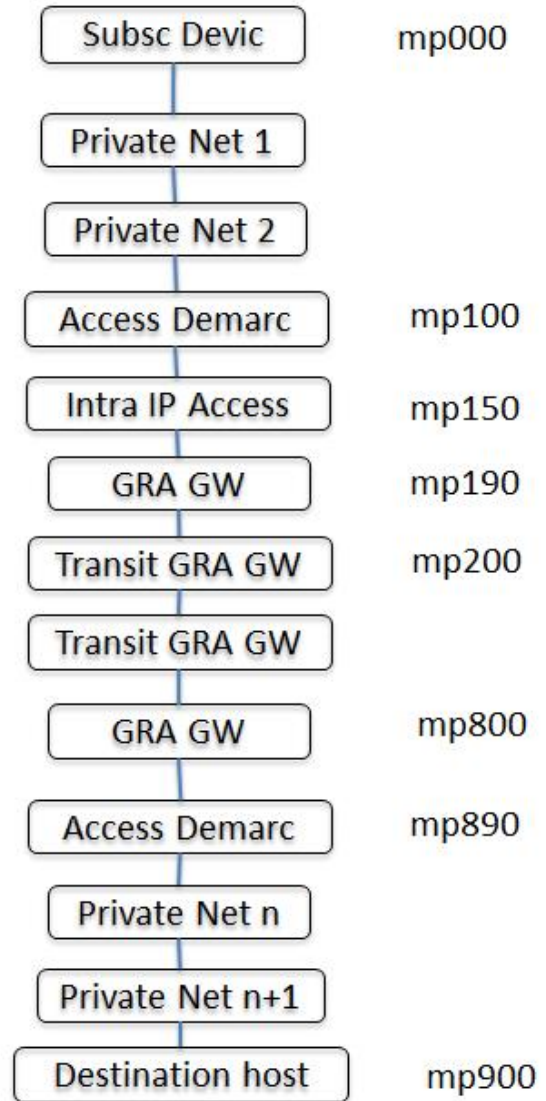 Subsc Devic mp000
Private Net 1
Private Net 2
Access Demarc mp100
Intra IP Access mp150
GRA GW mp190
Transit GRA GW mp200
Transit GRA GW
GRA GW mp800
Access Demarc mp890
Private Net n
Private Net n+1
Destination host mp900